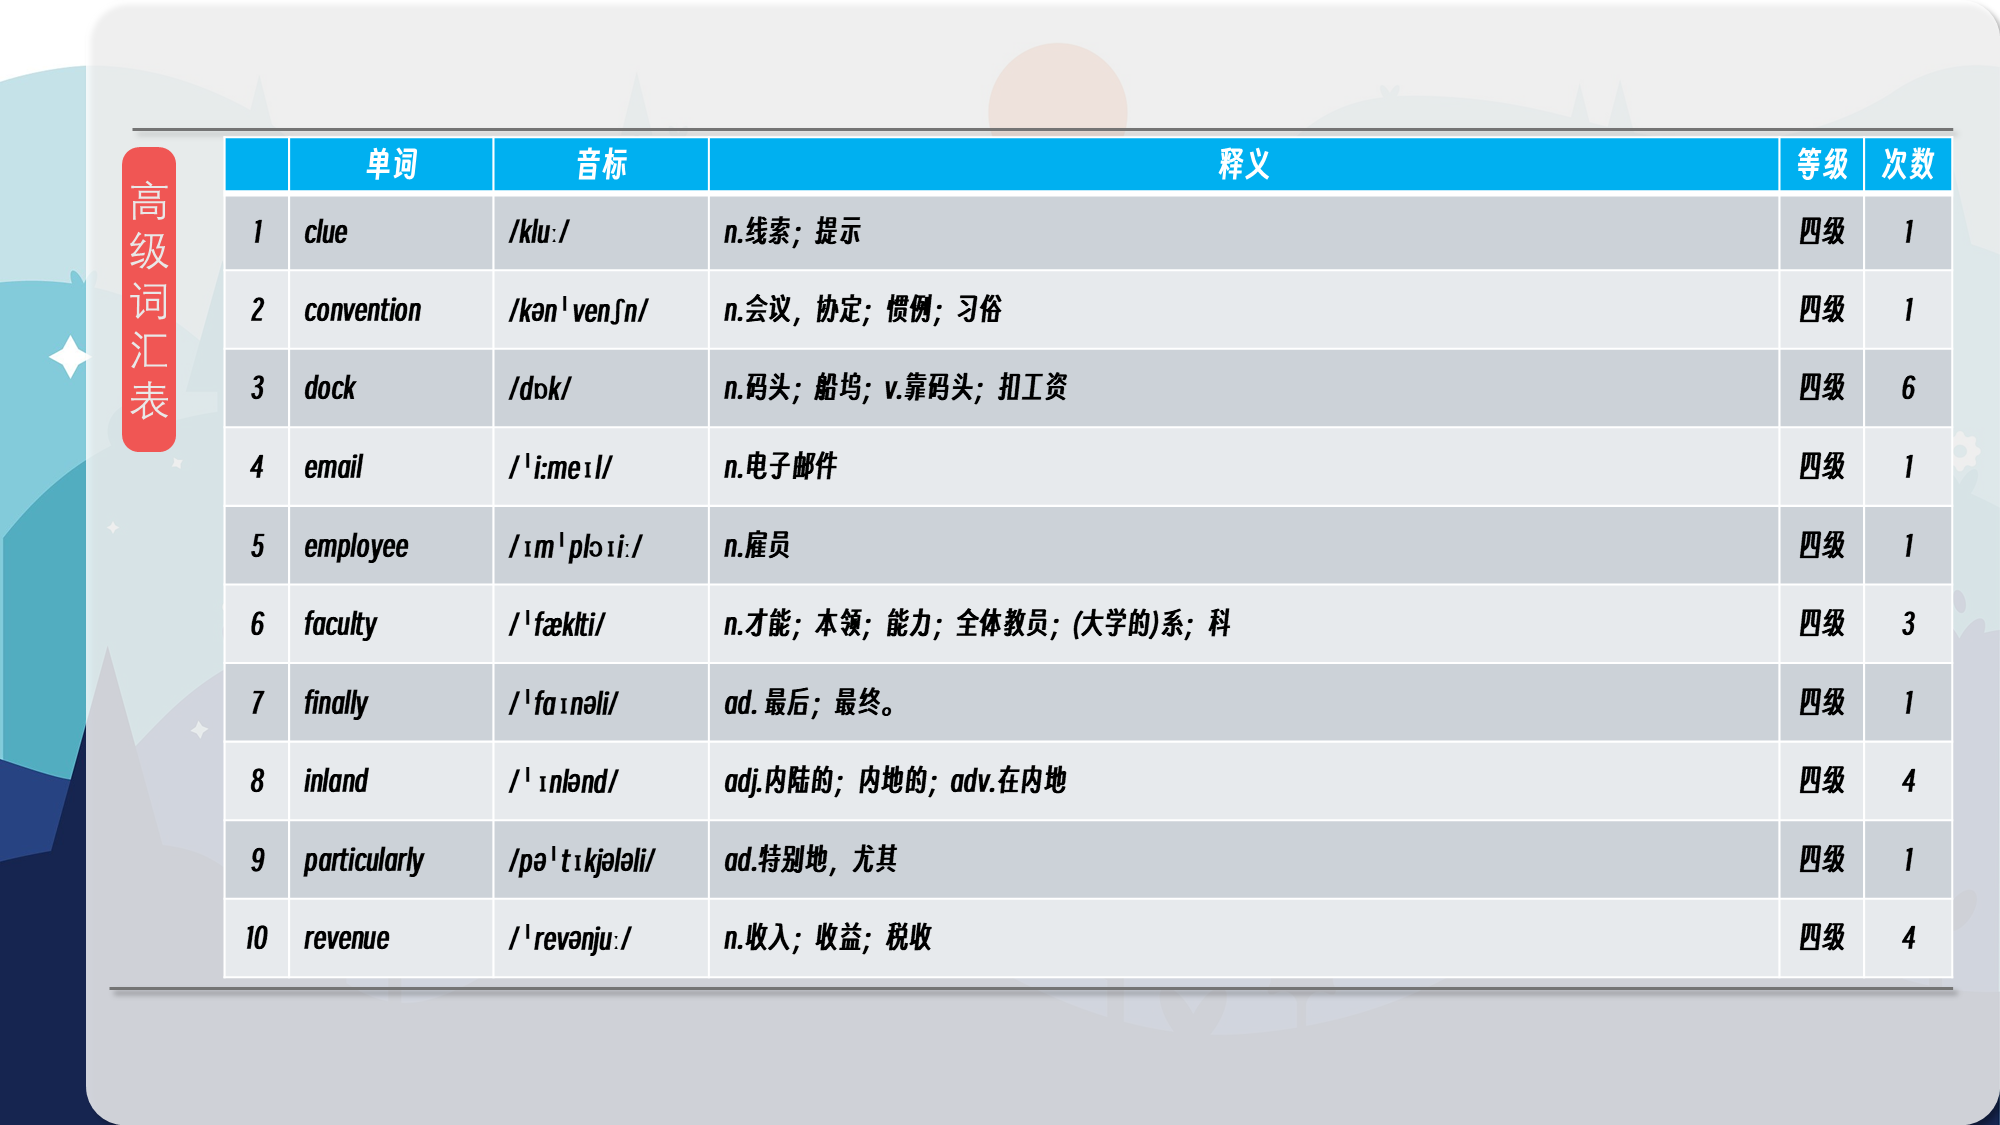 高级词汇表
单词 音标 释义 等级 次数
1 clue /kluː/ n.线索；提示 四级 1
2 convention /kənˈvenʃn/ n.会议，协定；惯例；习俗 四级 1
3 dock /dɒk/ n.码头；船坞；v.靠码头；扣工资 四级 6
4 email /ˈi:meɪl/ n.电子邮件 四级 1
5 employee /ɪmˈplɔɪiː/ n.雇员 四级 1
6 faculty /ˈfæklti/ n.才能；本领；能力；全体教员；(大学的)系；科 四级 3
7 finally /ˈfaɪnəli/ ad. 最后；最终。 四级 1
8 inland /ˈɪnlənd/ adj.内陆的；内地的；adv.在内地 四级 4
9 particularly /pəˈtɪkjələli/ ad.特别地，尤其 四级 1
10 revenue /ˈrevənjuː/ n.收入；收益；税收 四级 4